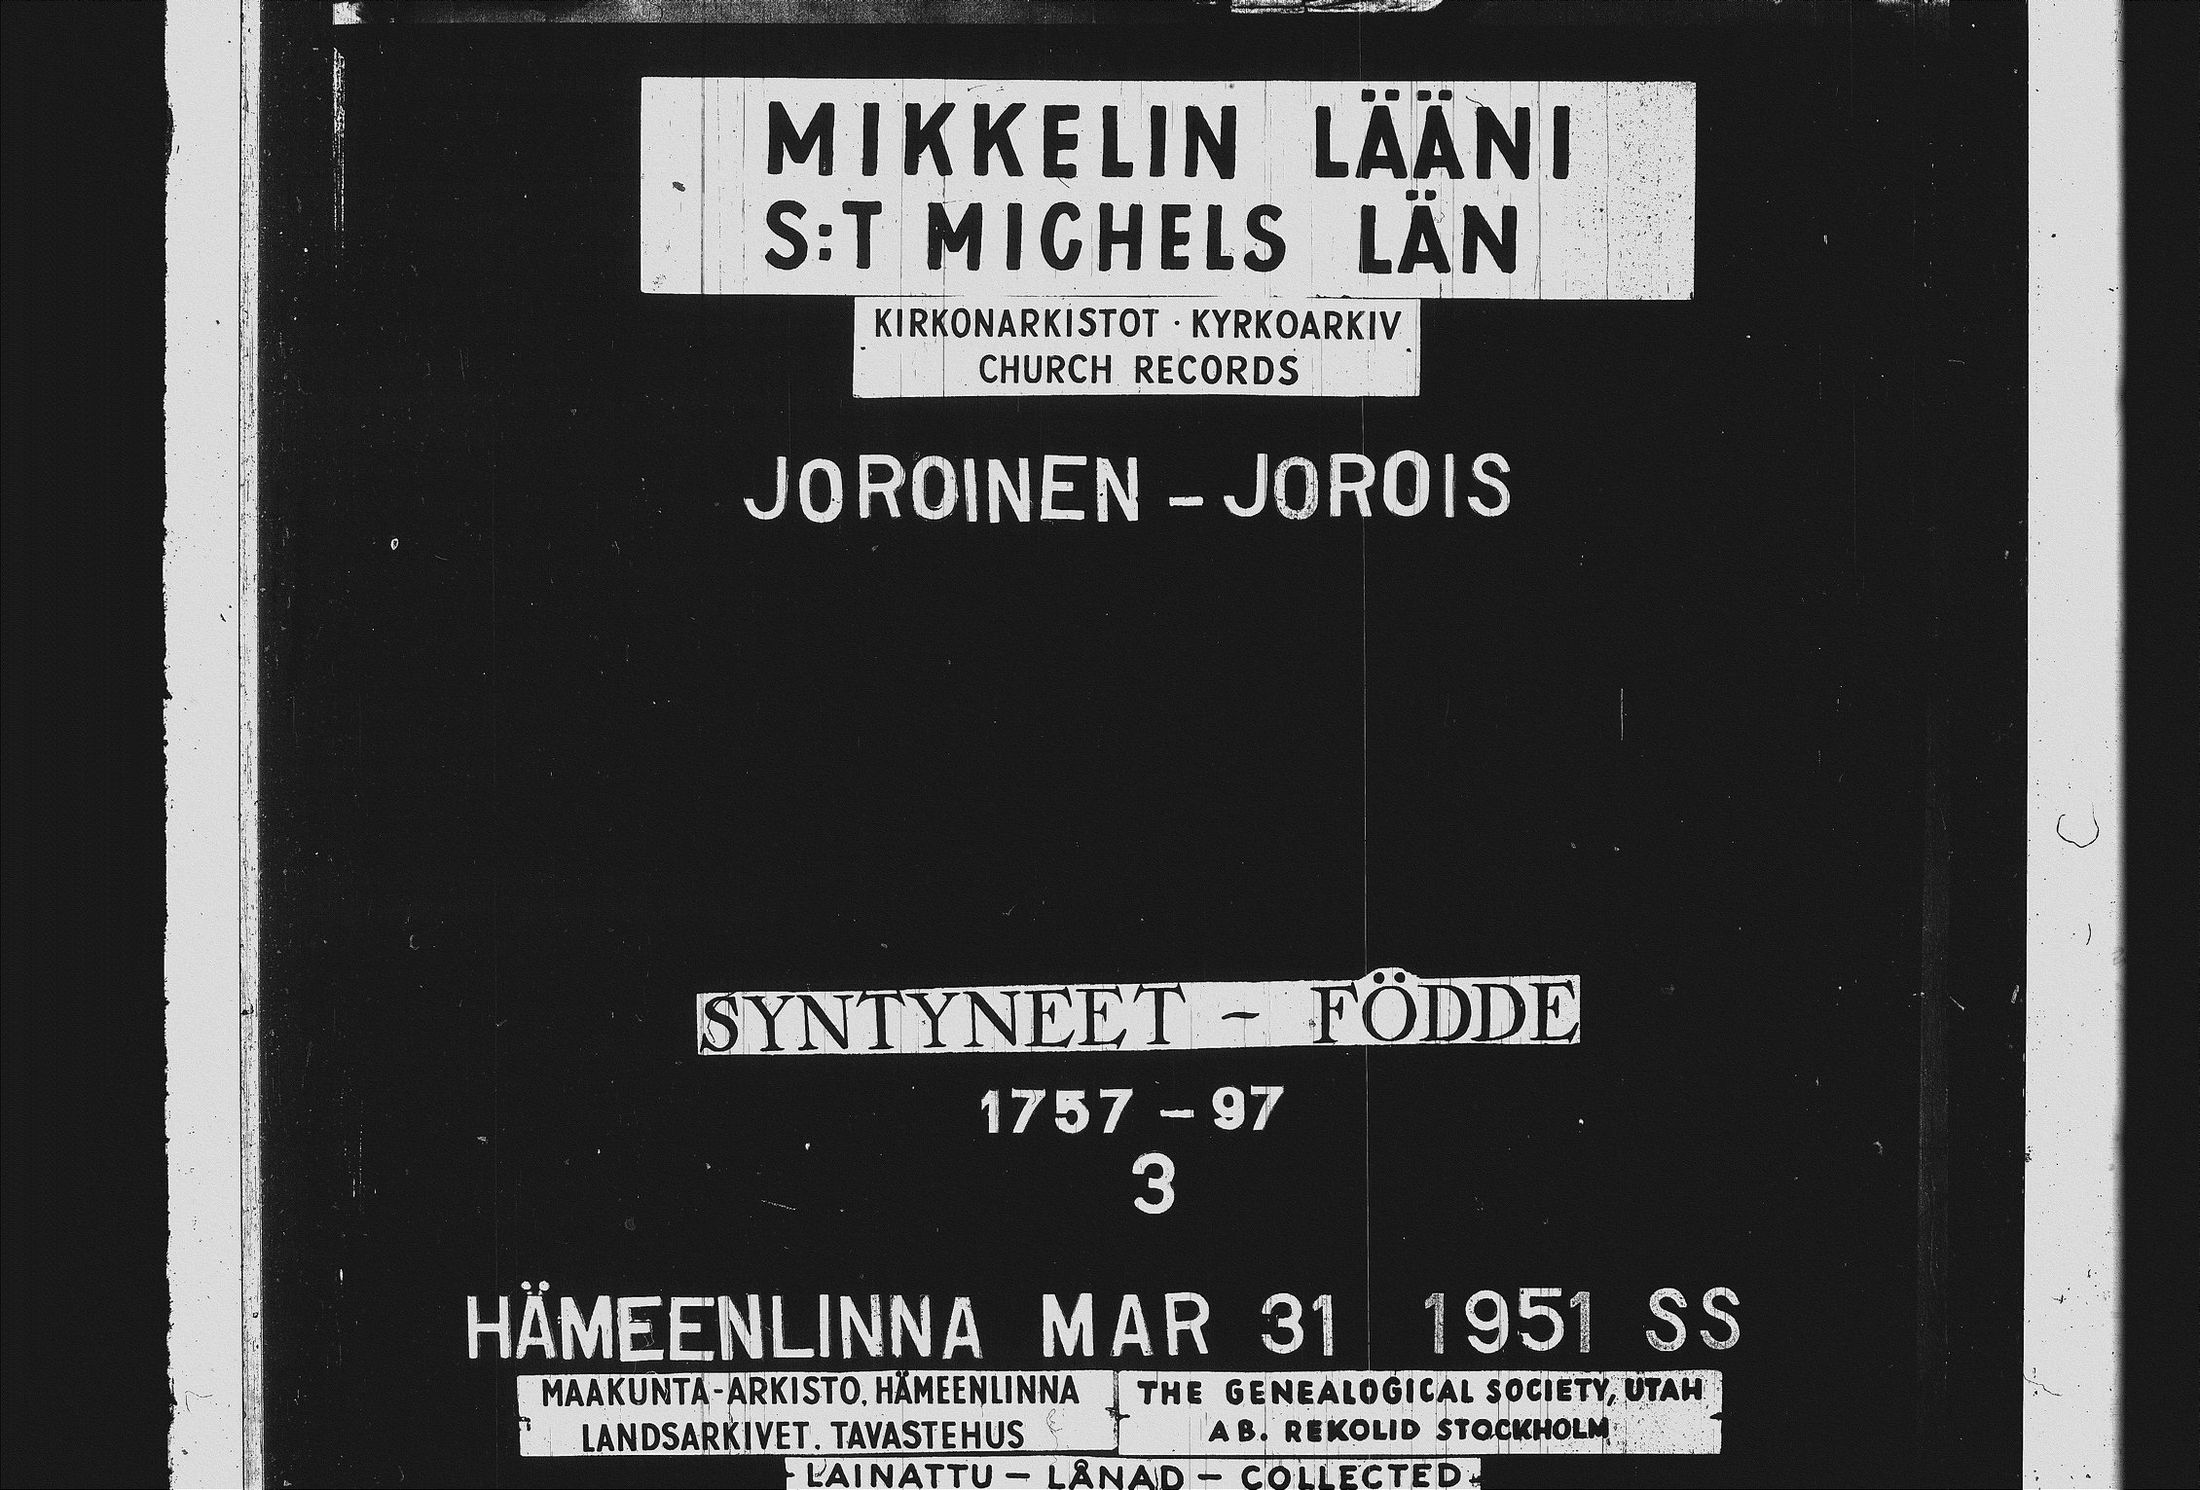 MIKKELIN LÄÄNI
S:T MICHELS LÄN
KIRKONARKISTOT · KYRKOARKIV
CHURCH RECORDS
JOROINEN – JOROIS
SYNTYNEET – FÖDDE
1757 – 97
3
HÄMEENLINNA MAR 31 1951 SS
MAAKUNTA-ARKISTO, HÄMEENLINNA
LANDSARKIVET. TAVASTEHUS
THE GENEALOGICAL SOCIETY, UTAH
AB. REKOLID STOCKHOLM
LAINATTU – LÅNAD – COLLECTED